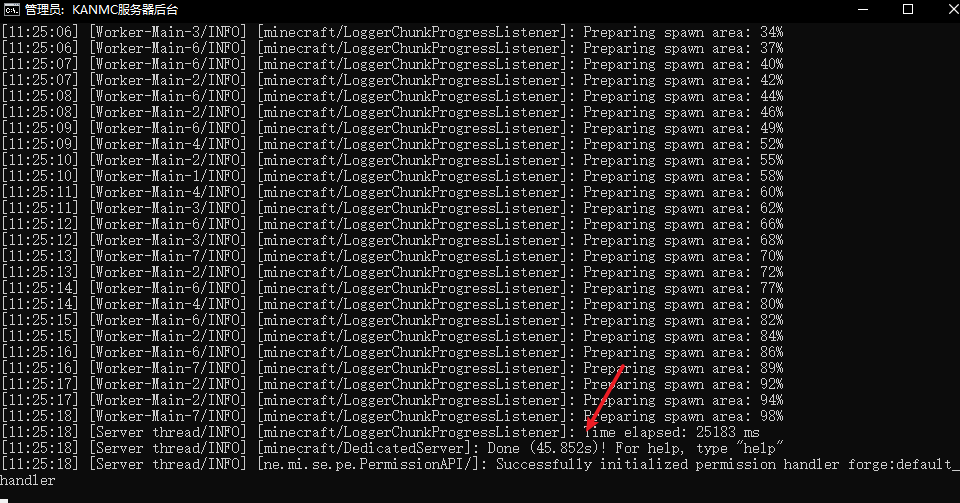 管理员: KANMC服务器后台
[11:25:06] [Worker-Main-3/INFO] [minecraft/LoggerChunkProgressListener]: Preparing spawn area: 34%
[11:25:06] [Worker-Main-6/INFO] [minecraft/LoggerChunkProgressListener]: Preparing spawn area: 37%
[11:25:07] [Worker-Main-6/INFO] [minecraft/LoggerChunkProgressListener]: Preparing spawn area: 40%
[11:25:07] [Worker-Main-2/INFO] [minecraft/LoggerChunkProgressListener]: Preparing spawn area: 42%
[11:25:08] [Worker-Main-6/INFO] [minecraft/LoggerChunkProgressListener]: Preparing spawn area: 44%
[11:25:08] [Worker-Main-2/INFO] [minecraft/LoggerChunkProgressListener]: Preparing spawn area: 46%
[11:25:09] [Worker-Main-6/INFO] [minecraft/LoggerChunkProgressListener]: Preparing spawn area: 49%
[11:25:09] [Worker-Main-4/INFO] [minecraft/LoggerChunkProgressListener]: Preparing spawn area: 52%
[11:25:10] [Worker-Main-2/INFO] [minecraft/LoggerChunkProgressListener]: Preparing spawn area: 55%
[11:25:10] [Worker-Main-1/INFO] [minecraft/LoggerChunkProgressListener]: Preparing spawn area: 58%
[11:25:11] [Worker-Main-4/INFO] [minecraft/LoggerChunkProgressListener]: Preparing spawn area: 60%
[11:25:11] [Worker-Main-3/INFO] [minecraft/LoggerChunkProgressListener]: Preparing spawn area: 62%
[11:25:12] [Worker-Main-6/INFO] [minecraft/LoggerChunkProgressListener]: Preparing spawn area: 66%
[11:25:12] [Worker-Main-3/INFO] [minecraft/LoggerChunkProgressListener]: Preparing spawn area: 68%
[11:25:13] [Worker-Main-7/INFO] [minecraft/LoggerChunkProgressListener]: Preparing spawn area: 70%
[11:25:13] [Worker-Main-2/INFO] [minecraft/LoggerChunkProgressListener]: Preparing spawn area: 72%
[11:25:14] [Worker-Main-6/INFO] [minecraft/LoggerChunkProgressListener]: Preparing spawn area: 77%
[11:25:14] [Worker-Main-4/INFO] [minecraft/LoggerChunkProgressListener]: Preparing spawn area: 80%
[11:25:15] [Worker-Main-6/INFO] [minecraft/LoggerChunkProgressListener]: Preparing spawn area: 82%
[11:25:15] [Worker-Main-2/INFO] [minecraft/LoggerChunkProgressListener]: Preparing spawn area: 84%
[11:25:16] [Worker-Main-6/INFO] [minecraft/LoggerChunkProgressListener]: Preparing spawn area: 86%
[11:25:16] [Worker-Main-7/INFO] [minecraft/LoggerChunkProgressListener]: Preparing spawn area: 89%
[11:25:17] [Worker-Main-2/INFO] [minecraft/LoggerChunkProgressListener]: Preparing spawn area: 92%
[11:25:17] [Worker-Main-2/INFO] [minecraft/LoggerChunkProgressListener]: Preparing spawn area: 94%
[11:25:18] [Worker-Main-7/INFO] [minecraft/LoggerChunkProgressListener]: Preparing spawn area: 98%
[11:25:18] [Server thread/INFO] [minecraft/LoggerChunkProgressListener]: Time elapsed: 25183 ms
[11:25:18] [Server thread/INFO] [minecraft/DedicatedServer]: Done (45.852s)! For help, type "help"
[11:25:18] [Server thread/INFO] [ne.mi.se.pe.PermissionAPI/]: Successfully initialized permission handler forge:default_
handler